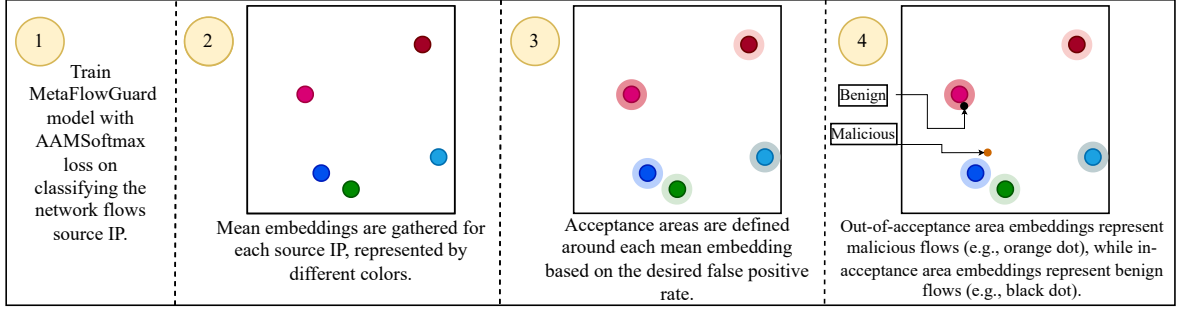 1
Train
MetaFlowGuard
model with
AAMSoftmax
loss on
classifying the
network flows
source IP.
2
Mean embeddings are gathered for
each source IP, represented by
different colors.
3
Acceptance areas are defined
around each mean embedding
based on the desired false positive
rate.
4
Benign
Malicious
Out-of-acceptance area embeddings represent
malicious flows (e.g., orange dot), while in-
acceptance area embeddings represent benign
flows (e.g., black dot).